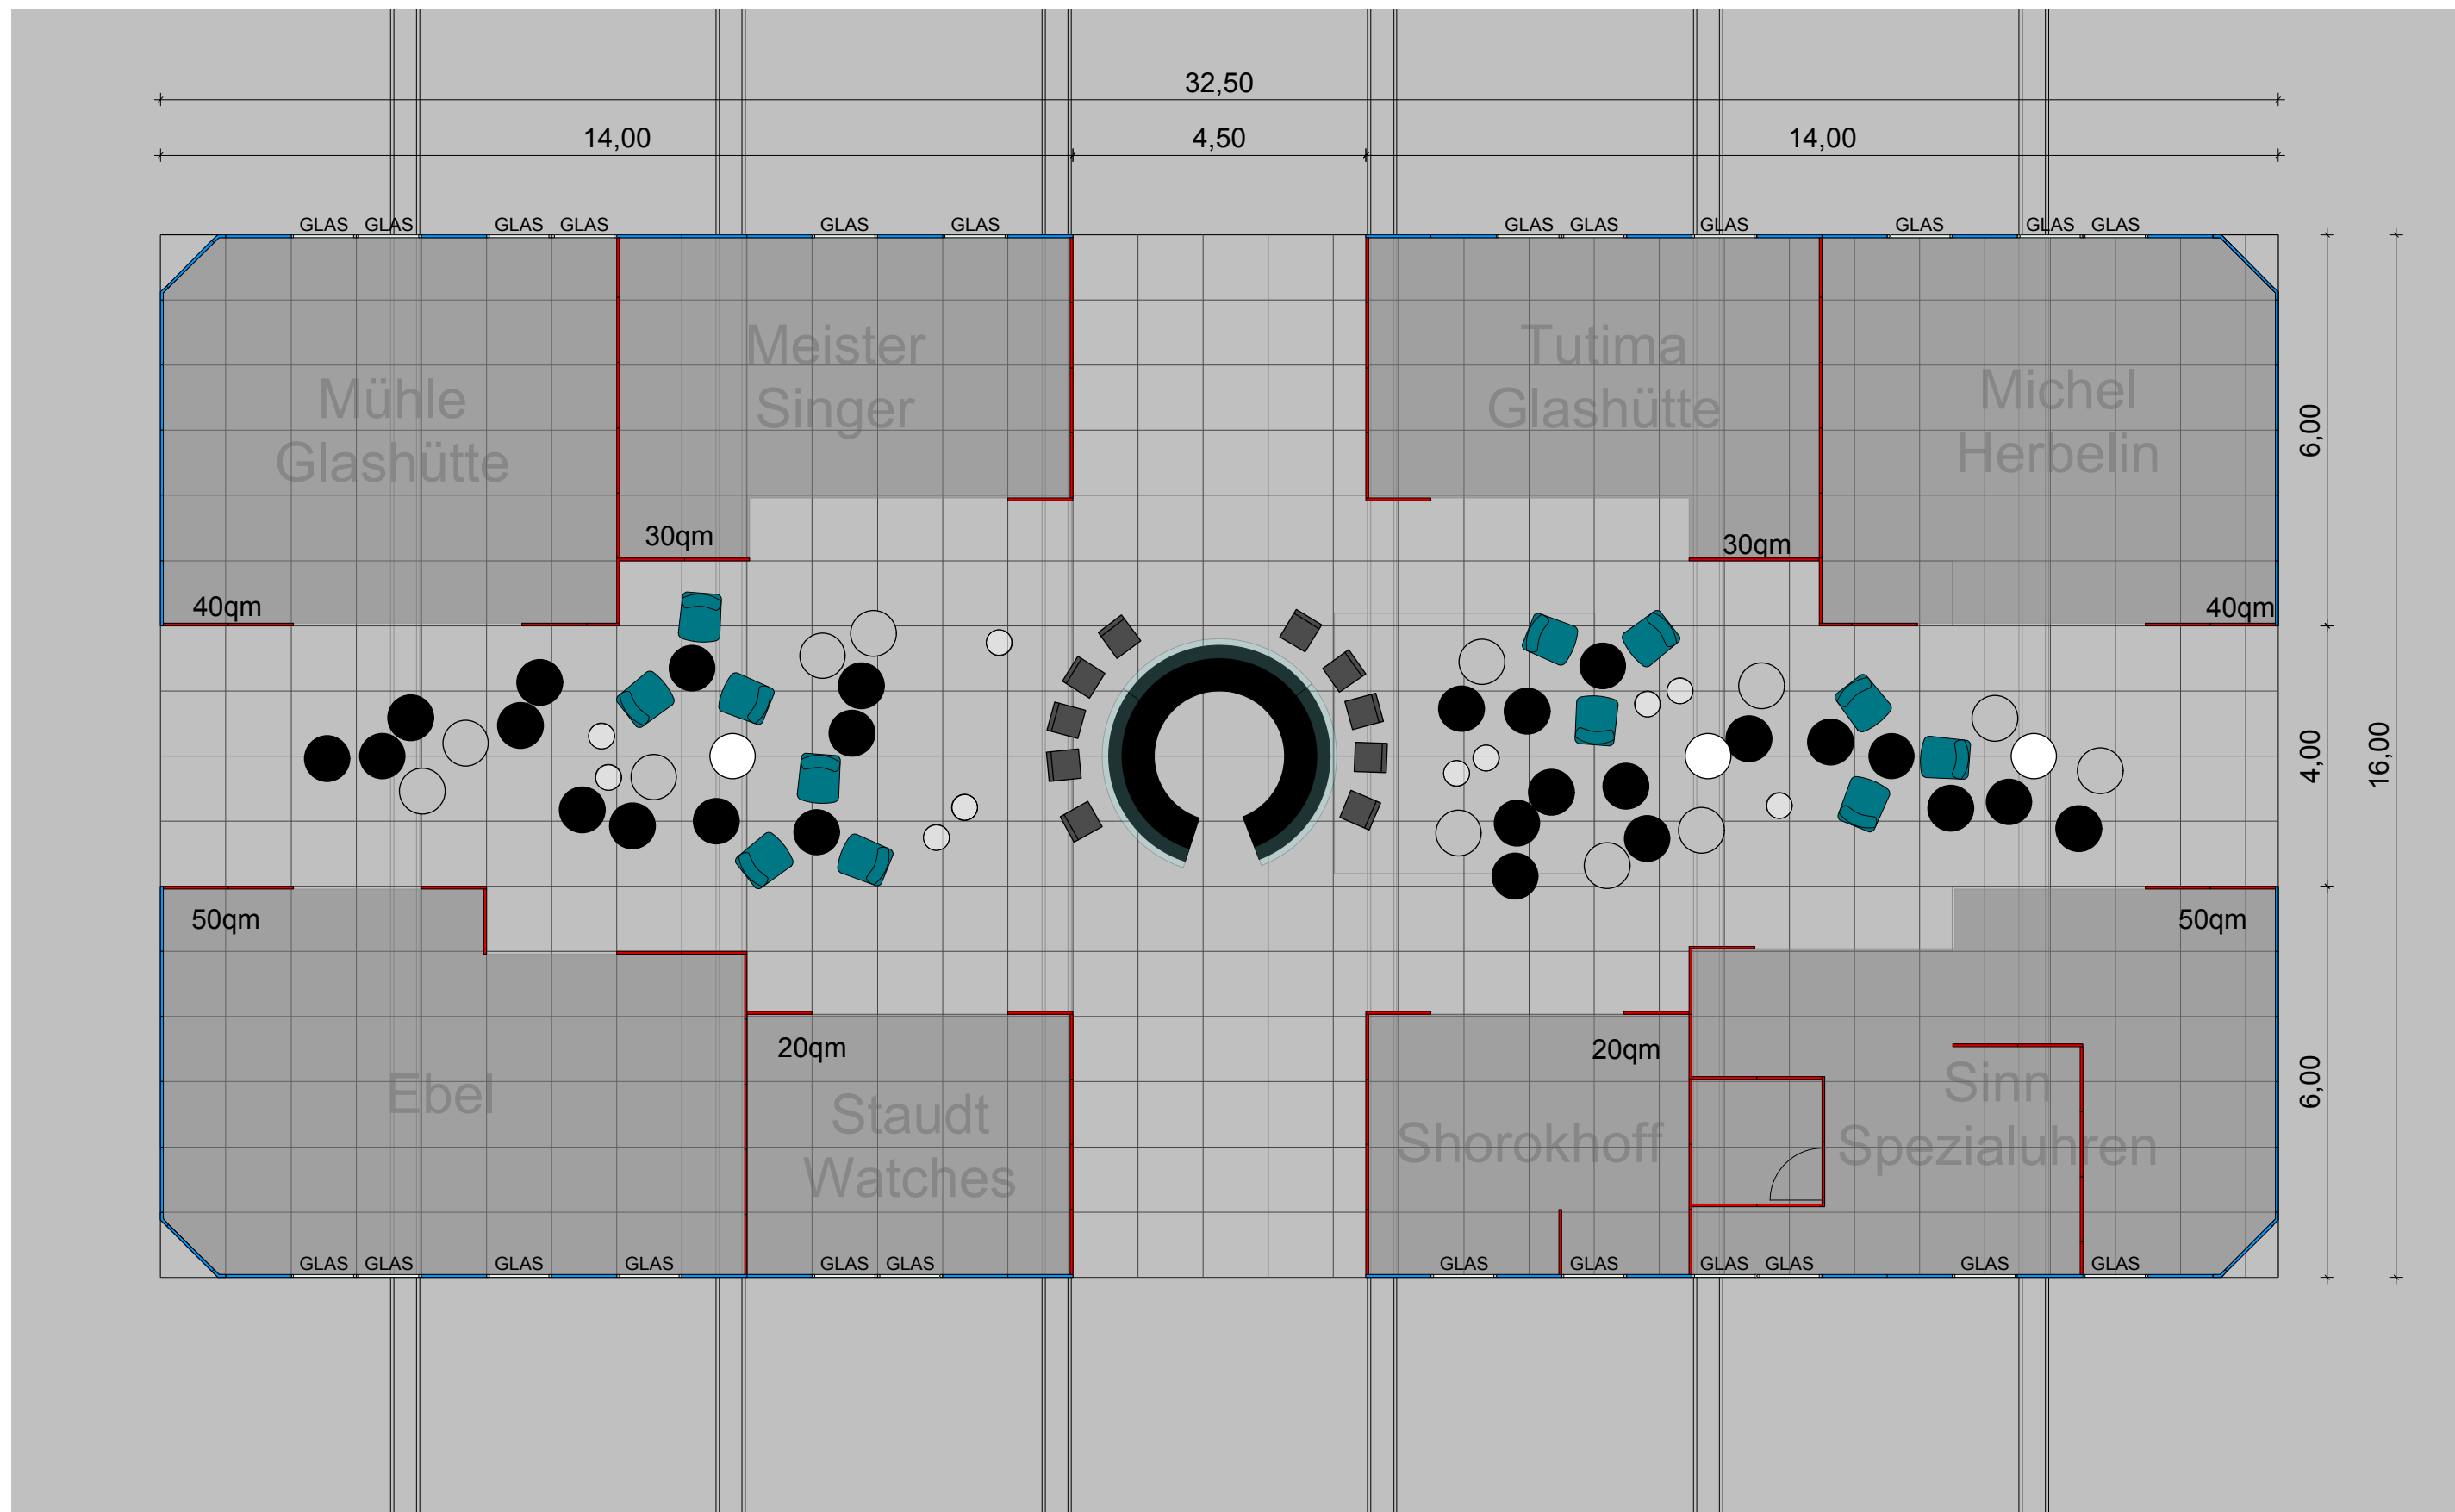 32,50
14,00 4,50 14,00
GLAS GLAS GLAS GLAS GLAS GLAS GLAS GLAS GLAS GLAS GLAS GLAS
Mühle
Glashütte
40qm
Meister
Singer
30qm
Tutima
Glashütte
30qm
Michel
Herbelin
40qm
6,00
4,00
16,00
6,00
50qm
Ebel
20qm
Staudt
Watches
20qm
Shorokhoff
50qm
Sinn
Spezialuhren
GLAS GLAS GLAS GLAS GLAS GLAS GLAS GLAS GLAS GLAS GLAS GLAS